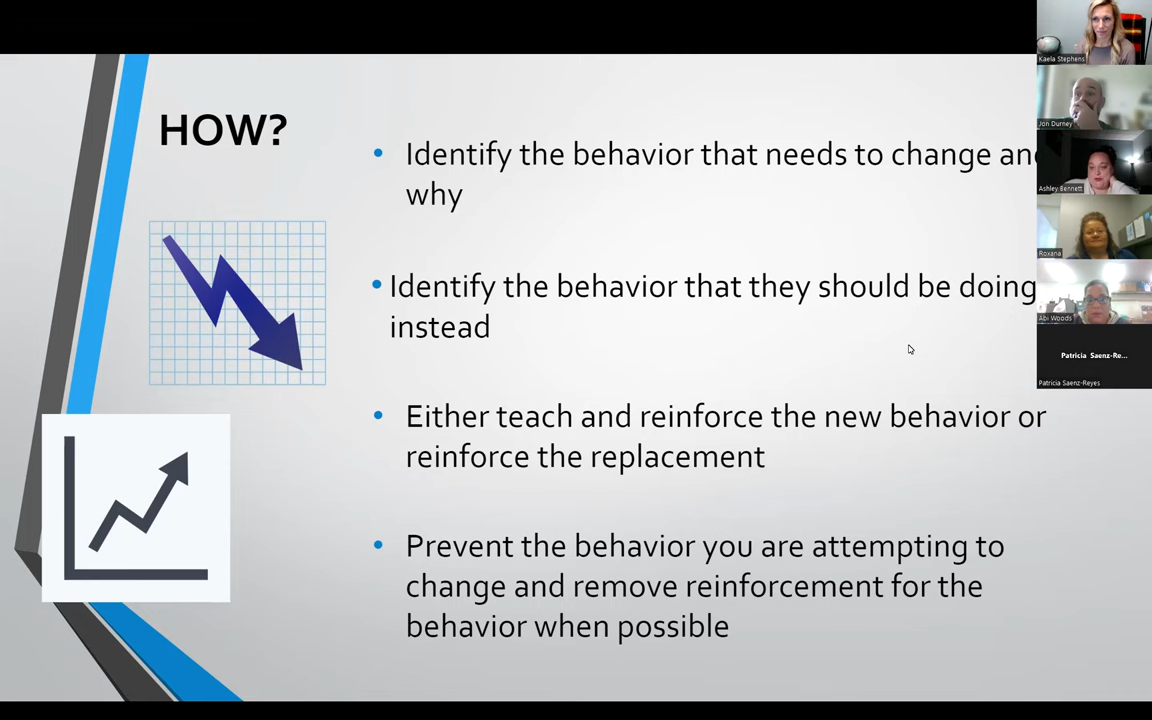 HOW?
• Identify the behavior that needs to change and
why
• Identify the behavior that they should be doing
instead
• Either teach and reinforce the new behavior or
reinforce the replacement
• Prevent the behavior you are attempting to
change and remove reinforcement for the
behavior when possible
Kaela Stephens
Jon Durney
Ashley Bennett
Roxana
Abi Woods
Patricia Saenz-Re...
Patricia Saenz-Reyes